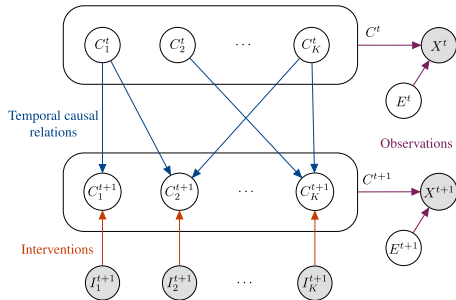 C_1^t C_2^t ⋯ C_K^t C^t X^t
E^t
Temporal causal
relations
Observations
C_1^{t+1} C_2^{t+1} ⋯ C_K^{t+1} C^{t+1} X^{t+1}
E^{t+1}
Interventions
I_1^{t+1} I_2^{t+1} ⋯ I_K^{t+1}